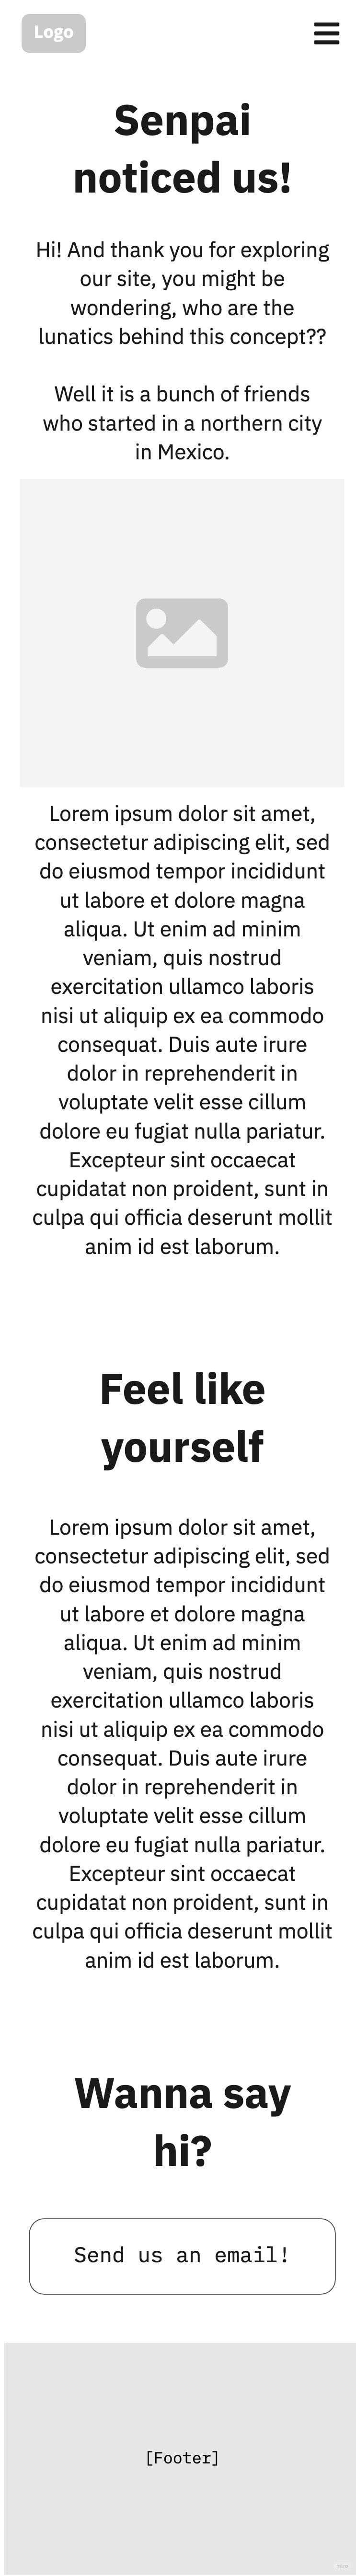 Logo
Senpai
noticed us!
Hi! And thank you for exploring
our site, you might be
wondering, who are the
lunatics behind this concept??
Well it is a bunch of friends
who started in a northern city
in Mexico.
Lorem ipsum dolor sit amet,
consectetur adipiscing elit, sed
do eiusmod tempor incididunt
ut labore et dolore magna
aliqua. Ut enim ad minim
veniam, quis nostrud
exercitation ullamco laboris
nisi ut aliquip ex ea commodo
consequat. Duis aute irure
dolor in reprehenderit in
voluptate velit esse cillum
dolore eu fugiat nulla pariatur.
Excepteur sint occaecat
cupidatat non proident, sunt in
culpa qui officia deserunt mollit
anim id est laborum.
Feel like
yourself
Lorem ipsum dolor sit amet,
consectetur adipiscing elit, sed
do eiusmod tempor incididunt
ut labore et dolore magna
aliqua. Ut enim ad minim
veniam, quis nostrud
exercitation ullamco laboris
nisi ut aliquip ex ea commodo
consequat. Duis aute irure
dolor in reprehenderit in
voluptate velit esse cillum
dolore eu fugiat nulla pariatur.
Excepteur sint occaecat
cupidatat non proident, sunt in
culpa qui officia deserunt mollit
anim id est laborum.
Wanna say
hi?
Send us an email!
[Footer]